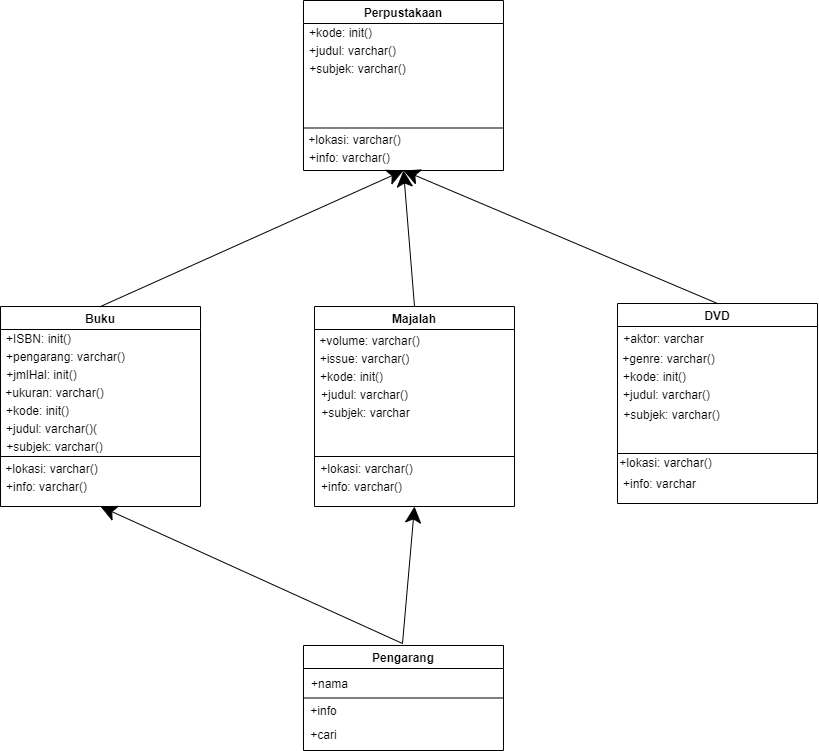 Perpustakaan
+kode: init()
+judul: varchar()
+subjek: varchar()
+lokasi: varchar()
+info: varchar()
Buku
+ISBN: init()
+pengarang: varchar()
+jmlHal: init()
+ukuran: varchar()
+kode: init()
+judul: varchar()(
+subjek: varchar()
+lokasi: varchar()
+info: varchar()
Majalah
+volume: varchar()
+issue: varchar()
+kode: init()
+judul: varchar()
+subjek: varchar
+lokasi: varchar()
+info: varchar()
DVD
+aktor: varchar
+genre: varchar()
+kode: init()
+judul: varchar()
+subjek: varchar()
+lokasi: varchar()
+info: varchar
Pengarang
+nama
+info
+cari